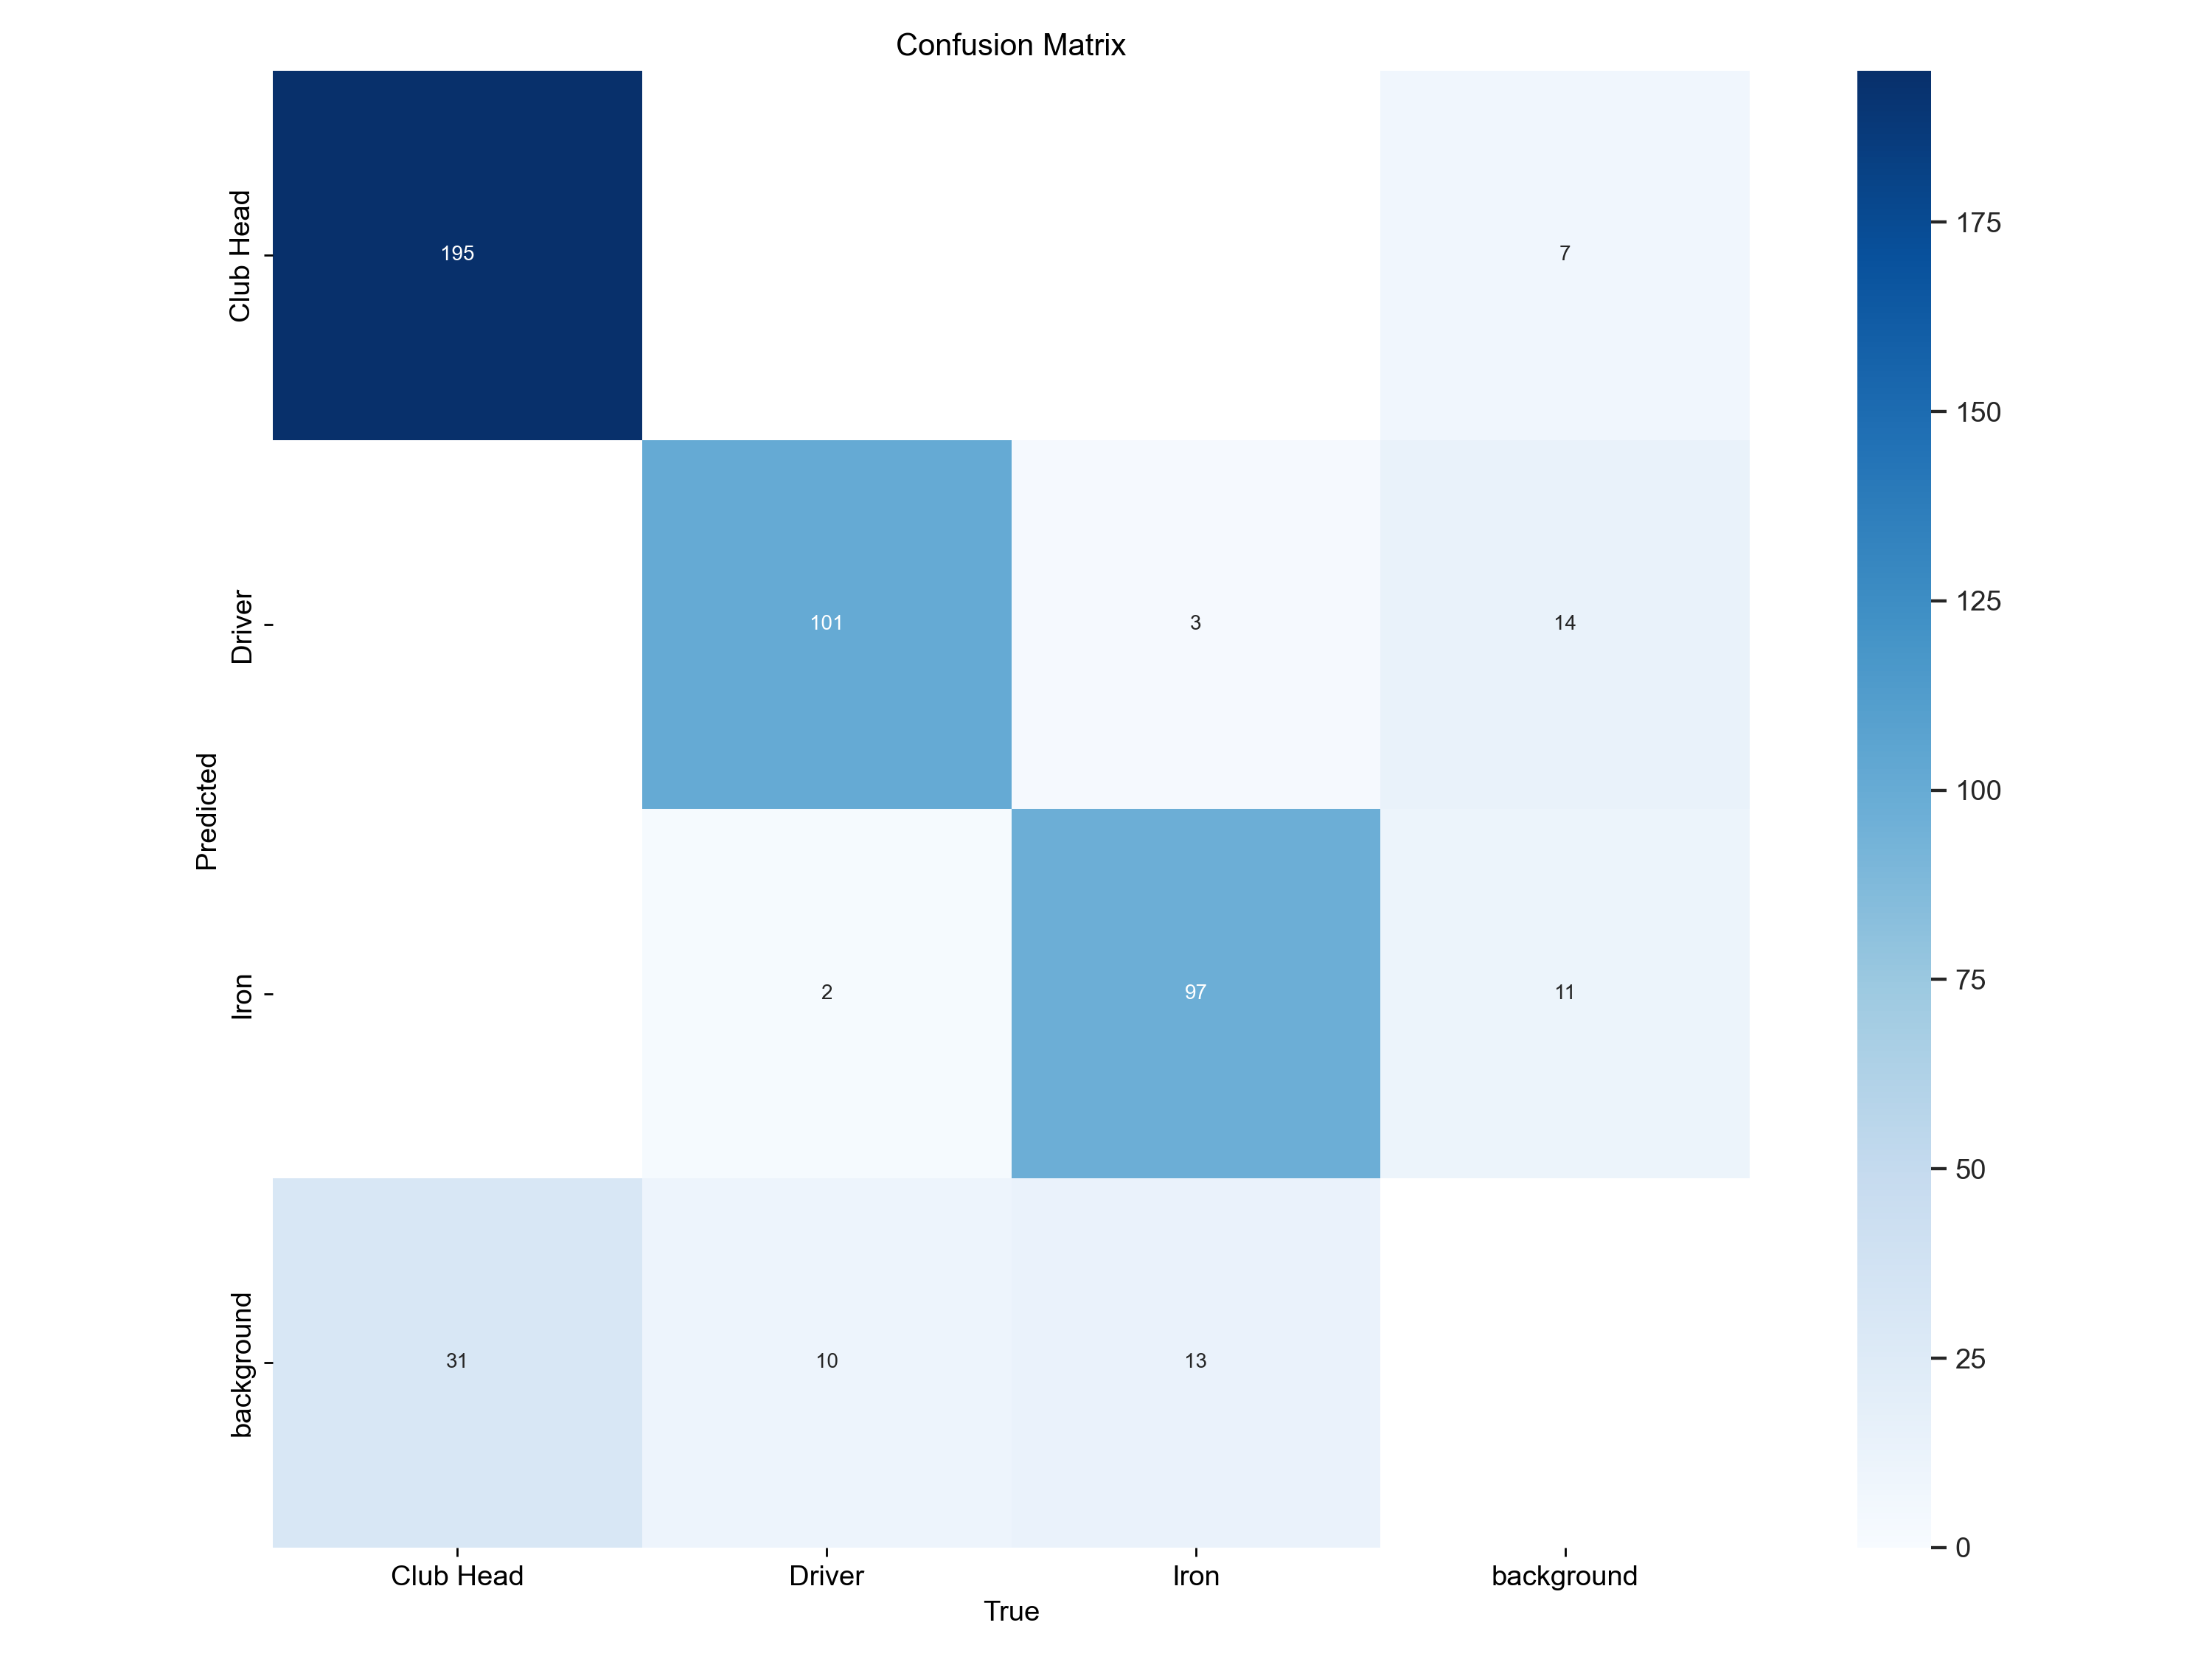 Confusion Matrix
Club Head
195
7
175
150
Driver
101
3
14
125
100
Predicted
Iron
2
97
11
75
50
background
31
10
13
25
0
Club Head
Driver
Iron
background
True